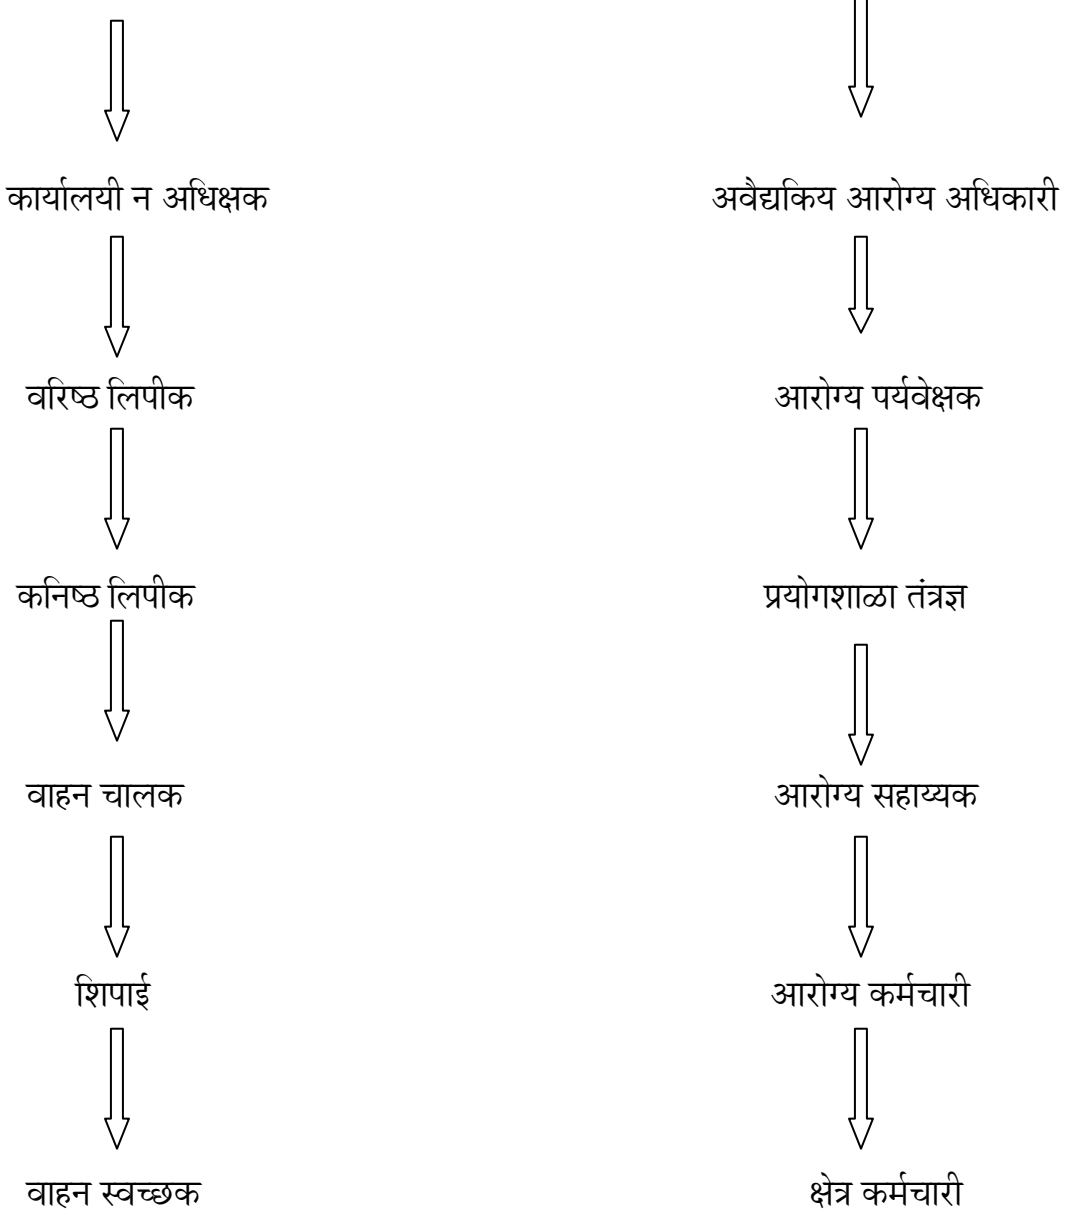 कार्यालयी न अधिक्षक
वरिष्ठ लिपीक
कनिष्ठ लिपीक
वाहन चालक
शिपाई
वाहन स्वच्छक
अवैद्यकिय आरोग्य अधिकारी
आरोग्य पर्यवेक्षक
प्रयोगशाळा तंत्रज्ञ
आरोग्य सहाय्यक
आरोग्य कर्मचारी
क्षेत्र कर्मचारी